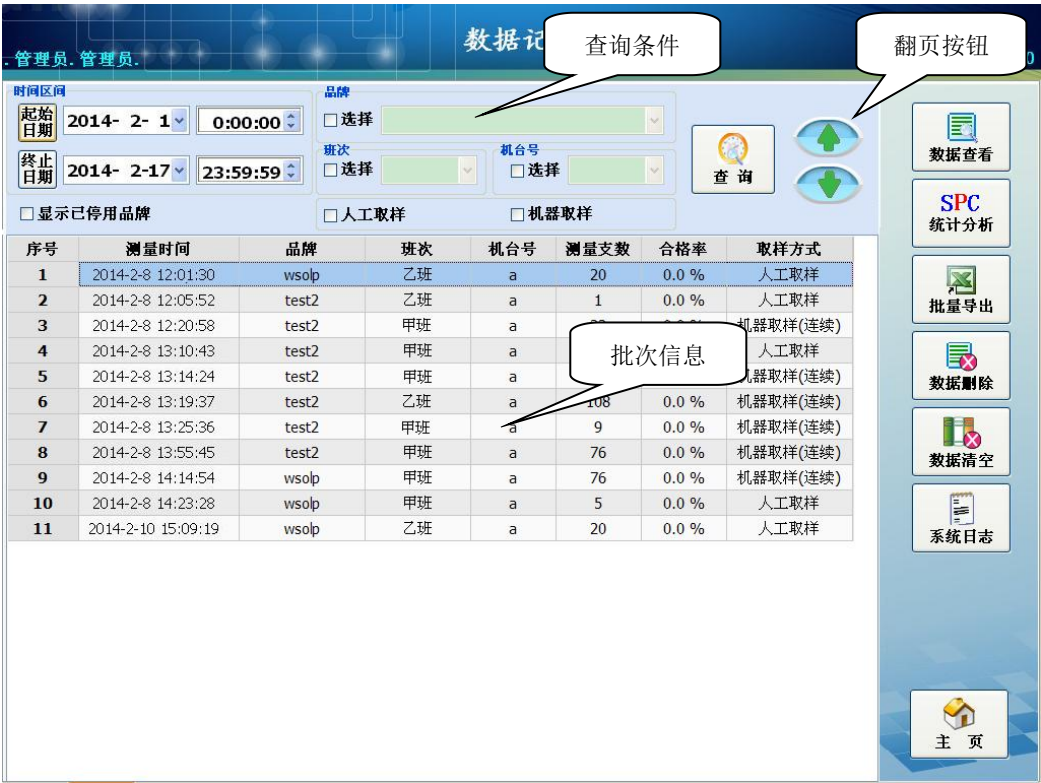 数据记
查询条件
翻页按钮
.管理员.管理员.
0
时间区间
品牌
起始日期
2014- 2- 1
0:00:00
选择
班次
机台号
终止日期
2014- 2-17
23:59:59
选择
选择
查 询
显示已停用品牌
人工取样
机器取样
序号 测量时间 品牌 班次 机台号 测量支数 合格率 取样方式
1 2014-2-8 12:01:30 wsolp 乙班 a 20 0.0 % 人工取样
2 2014-2-8 12:05:52 test2 乙班 a 1 0.0 % 人工取样
3 2014-2-8 12:20:58 test2 甲班 a 机器取样(连续)
4 2014-2-8 13:10:43 test2 甲班 a 人工取样
5 2014-2-8 13:14:24 test2 甲班 a 机器取样(连续)
6 2014-2-8 13:19:37 test2 乙班 a 108 0.0 % 机器取样(连续)
7 2014-2-8 13:25:36 test2 甲班 a 9 0.0 % 机器取样(连续)
8 2014-2-8 13:55:45 test2 甲班 a 76 0.0 % 机器取样(连续)
9 2014-2-8 14:14:54 wsolp 甲班 a 76 0.0 % 机器取样(连续)
10 2014-2-8 14:23:28 wsolp 甲班 a 5 0.0 % 人工取样
11 2014-2-10 15:09:19 wsolp 乙班 a 20 0.0 % 人工取样
批次信息
数据查看
SPC
统计分析
批量导出
数据删除
数据清空
系统日志
主 页